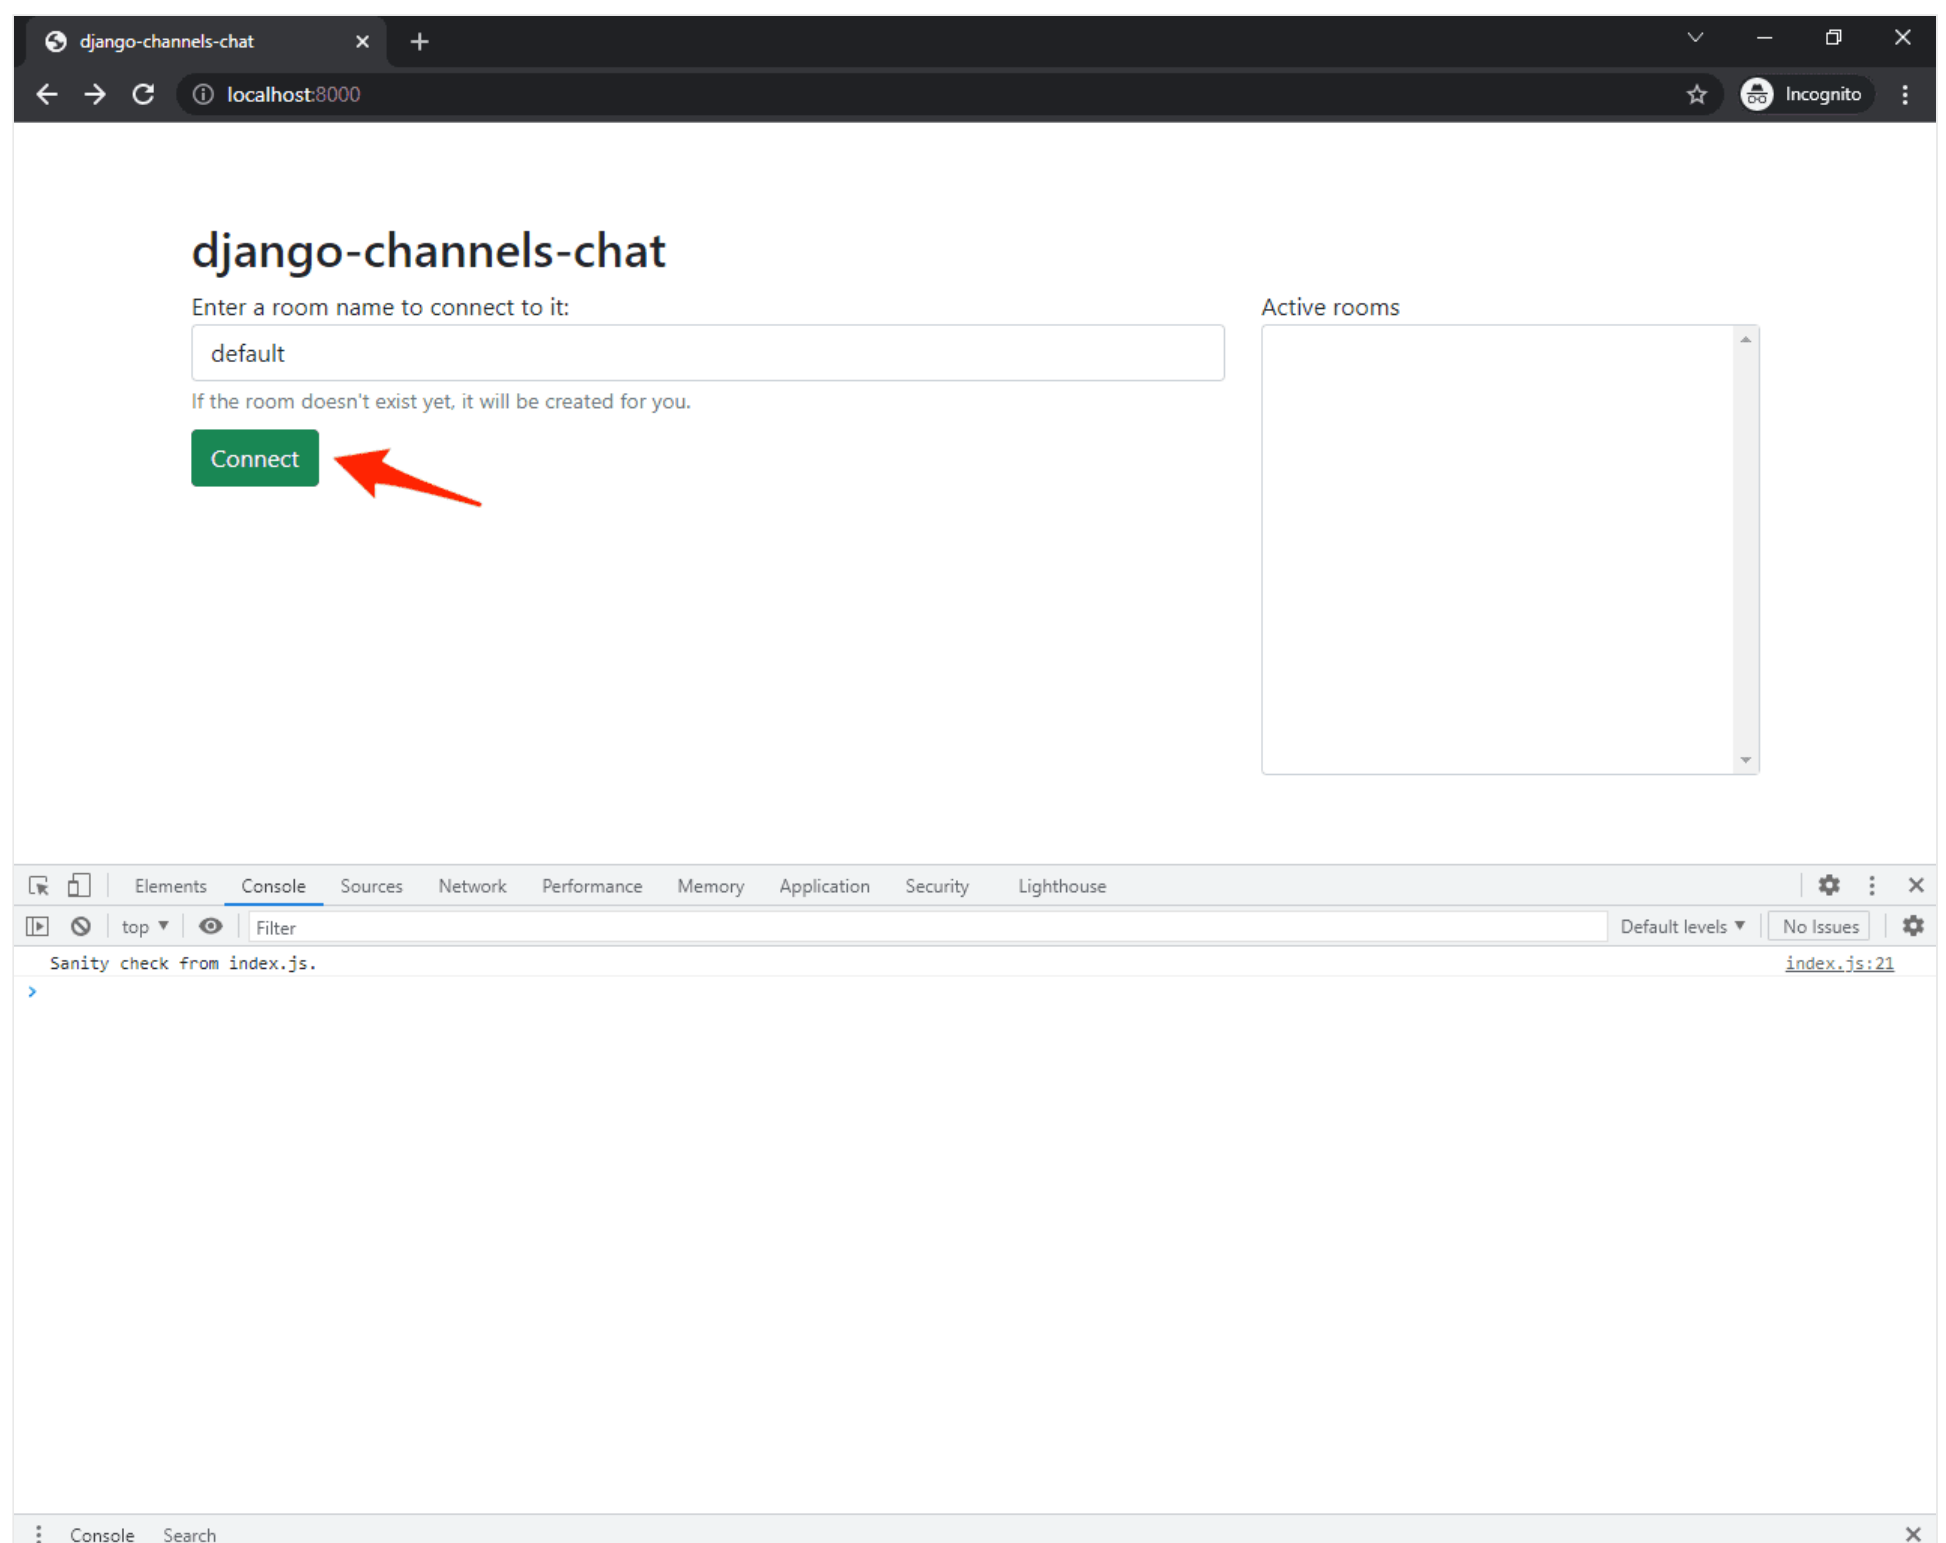 django-channels-chat
localhost:8000
Incognito
django-channels-chat
Enter a room name to connect to it:
default
If the room doesn't exist yet, it will be created for you.
Connect
Active rooms
Elements Console Sources Network Performance Memory Application Security Lighthouse
top Filter Default levels No Issues
Sanity check from index.js. index.js:21
Console Search